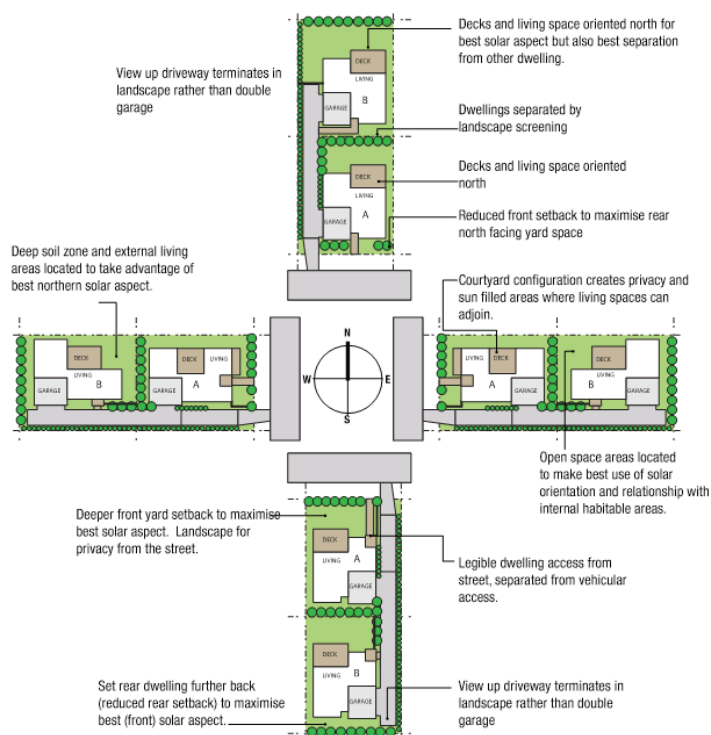 Decks and living space oriented north for
best solar aspect but also best separation
from other dwelling.
View up driveway terminates in
landscape rather than double
garage
DECK
LIVING
B
GARAGE
Dwellings separated by
landscape screening
Decks and living space oriented
north
DECK
LIVING
A
GARAGE
Reduced front setback to maximise rear
north facing yard space
Deep soil zone and external living
areas located to take advantage of
best northern solar aspect.
Courtyard configuration creates privacy and
sun filled areas where living spaces can
adjoin.
DECK
LIVING
B
GARAGE
DECK
LIVING
A
GARAGE
N
W
E
S
LIVING
DECK
A
GARAGE
DECK
LIVING
B
GARAGE
Open space areas located
to make best use of solar
orientation and relationship with
internal habitable areas.
Deeper front yard setback to maximise
best solar aspect. Landscape for
privacy from the street.
DECK
LIVING
A
GARAGE
Legible dwelling access from
street, separated from vehicular
access.
DECK
LIVING
B
GARAGE
Set rear dwelling further back
(reduced rear setback) to maximise
best (front) solar aspect.
View up driveway terminates in
landscape rather than double
garage